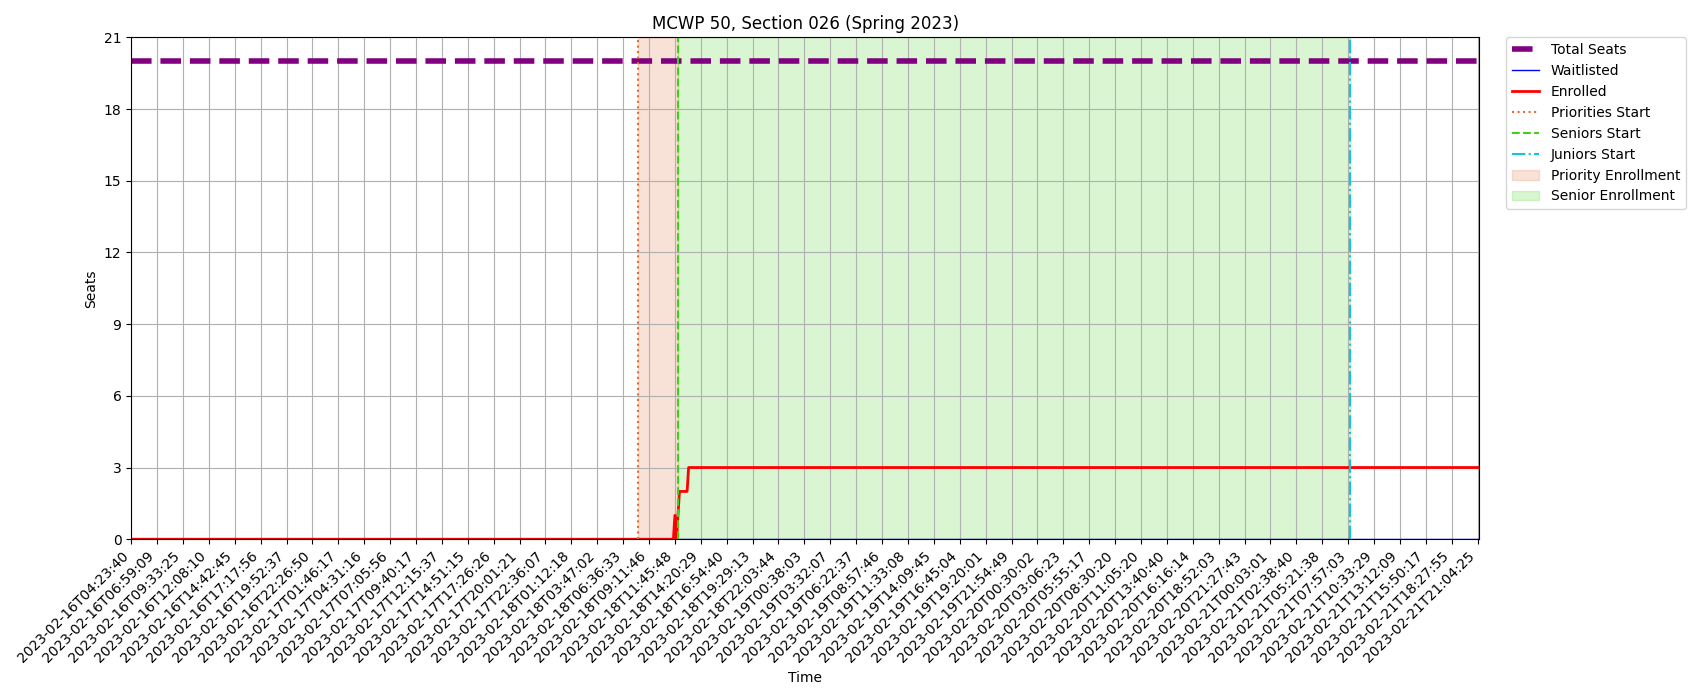 MCWP 50, Section 026 (Spring 2023)
21
18
15
12
9
6
3
0
Seats
2023-02-16T04:23:40
2023-02-16T06:59:09
2023-02-16T09:33:25
2023-02-16T12:08:10
2023-02-16T14:42:45
2023-02-16T17:17:56
2023-02-16T19:52:37
2023-02-16T22:26:50
2023-02-17T01:46:17
2023-02-17T04:31:16
2023-02-17T07:05:56
2023-02-17T09:40:17
2023-02-17T12:15:37
2023-02-17T14:51:15
2023-02-17T17:26:26
2023-02-17T20:01:21
2023-02-17T22:36:07
2023-02-18T01:12:18
2023-02-18T03:47:02
2023-02-18T06:36:33
2023-02-18T09:11:46
2023-02-18T11:45:48
2023-02-18T14:20:29
2023-02-18T16:54:40
2023-02-18T19:29:13
2023-02-18T22:03:44
2023-02-19T00:38:03
2023-02-19T03:32:07
2023-02-19T06:22:37
2023-02-19T08:57:46
2023-02-19T11:33:08
2023-02-19T14:09:45
2023-02-19T16:45:04
2023-02-19T19:20:01
2023-02-19T21:54:49
2023-02-20T00:30:02
2023-02-20T03:06:23
2023-02-20T05:55:17
2023-02-20T08:30:20
2023-02-20T11:05:20
2023-02-20T13:40:40
2023-02-20T16:16:14
2023-02-20T18:52:03
2023-02-20T21:27:43
2023-02-21T00:03:01
2023-02-21T02:38:40
2023-02-21T05:21:38
2023-02-21T07:57:03
2023-02-21T10:33:29
2023-02-21T13:12:09
2023-02-21T15:50:17
2023-02-21T18:27:55
2023-02-21T21:04:25
Time
Total Seats
Waitlisted
Enrolled
Priorities Start
Seniors Start
Juniors Start
Priority Enrollment
Senior Enrollment